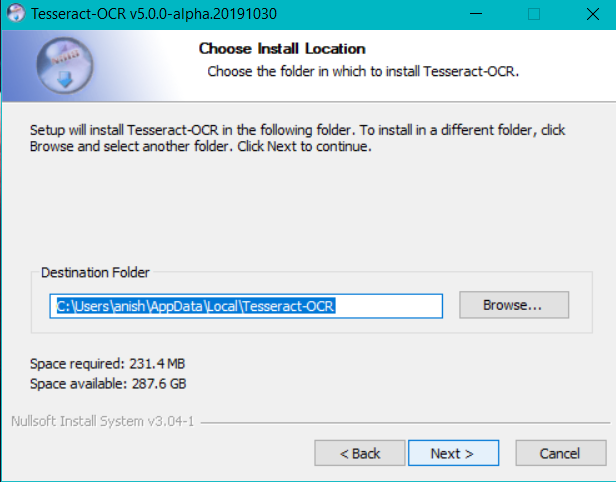 Tesseract-OCR v5.0.0-alpha.20191030
Choose Install Location
Choose the folder in which to install Tesseract-OCR.
Setup will install Tesseract-OCR in the following folder. To install in a different folder, click
Browse and select another folder. Click Next to continue.
Destination Folder
C:\Users\anish\AppData\Local\Tesseract-OCR
Browse...
Space required: 231.4 MB
Space available: 287.6 GB
Nullsoft Install System v3.04-1
< Back
Next >
Cancel